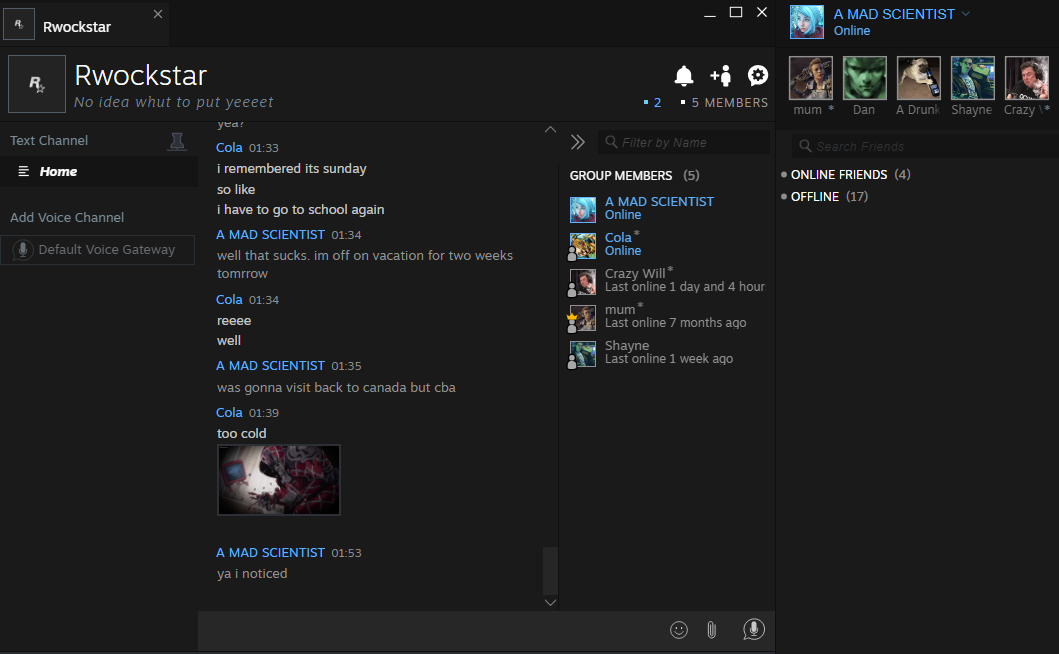 Rwockstar
Rwockstar
No idea whut to put yeeeet
2
5 MEMBERS
Text Channel
Home
Add Voice Channel
Default Voice Gateway
yea?
Cola 01:33
i remembered its sunday
so like
i have to go to school again
A MAD SCIENTIST 01:34
well that sucks. im off on vacation for two weeks
tomrrow
Cola 01:34
reeee
well
A MAD SCIENTIST 01:35
was gonna visit back to canada but cba
Cola 01:39
too cold
A MAD SCIENTIST 01:53
ya i noticed
Filter by Name
GROUP MEMBERS (5)
A MAD SCIENTIST
Online
Cola *
Online
Crazy Will *
Last online 1 day and 4 hour
mum *
Last online 7 months ago
Shayne
Last online 1 week ago
A MAD SCIENTIST
Online
mum * Dan A Drunk Shayne Crazy \ *
Search Friends
ONLINE FRIENDS (4)
OFFLINE (17)